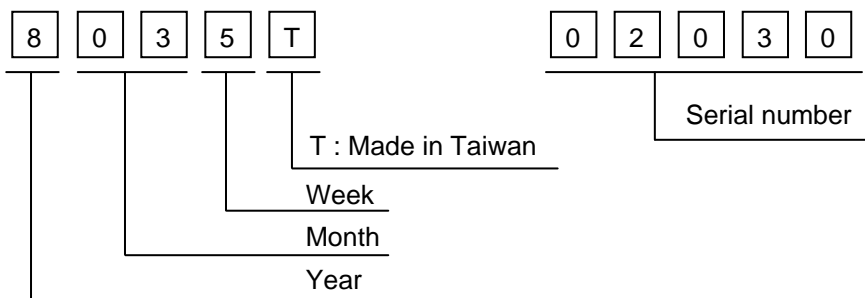 8 0 3 5 T 0 2 0 3 0
Serial number
T : Made in Taiwan
Week
Month
Year